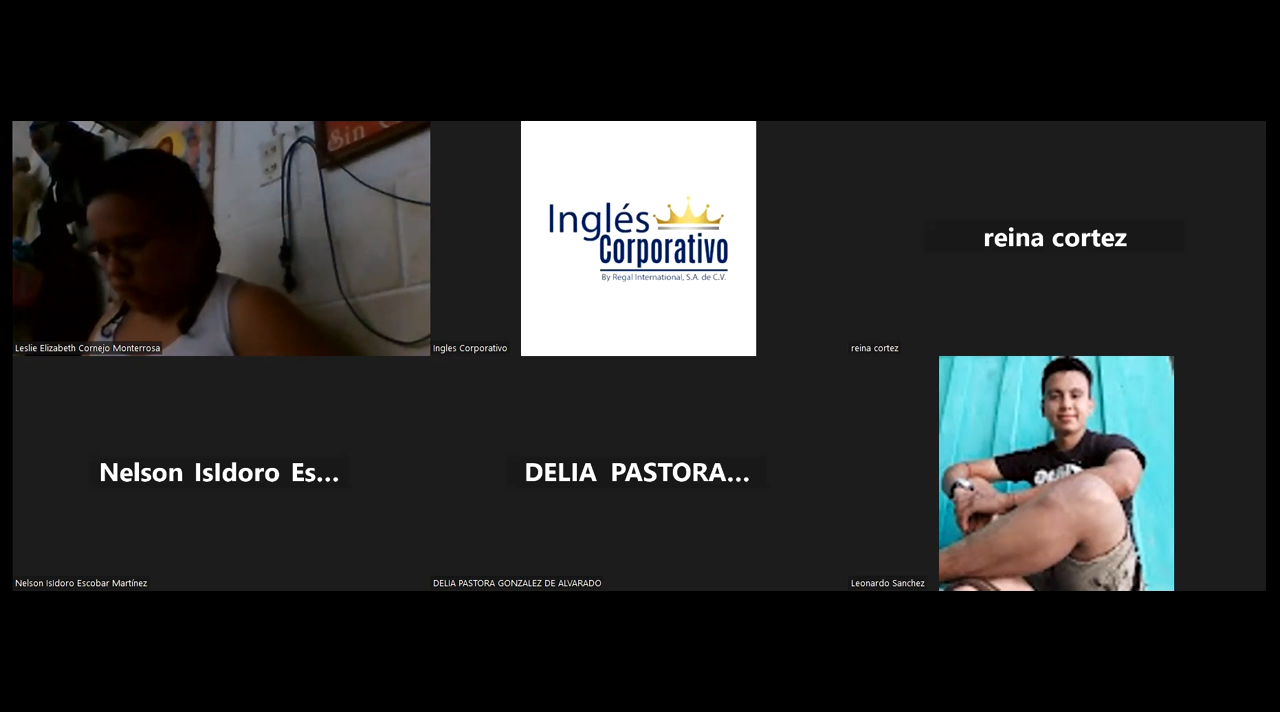 Sin
Leslie Elizabeth Cornejo Monterrosa
Inglés
Corporativo
By Regal International, S.A. de C.V.
Ingles Corporativo
reina cortez
reina cortez
Nelson IsIdoro Es...
Nelson IsIdoro Escobar Martínez
DELIA PASTORA...
DELIA PASTORA GONZALEZ DE ALVARADO
Leonardo Sanchez